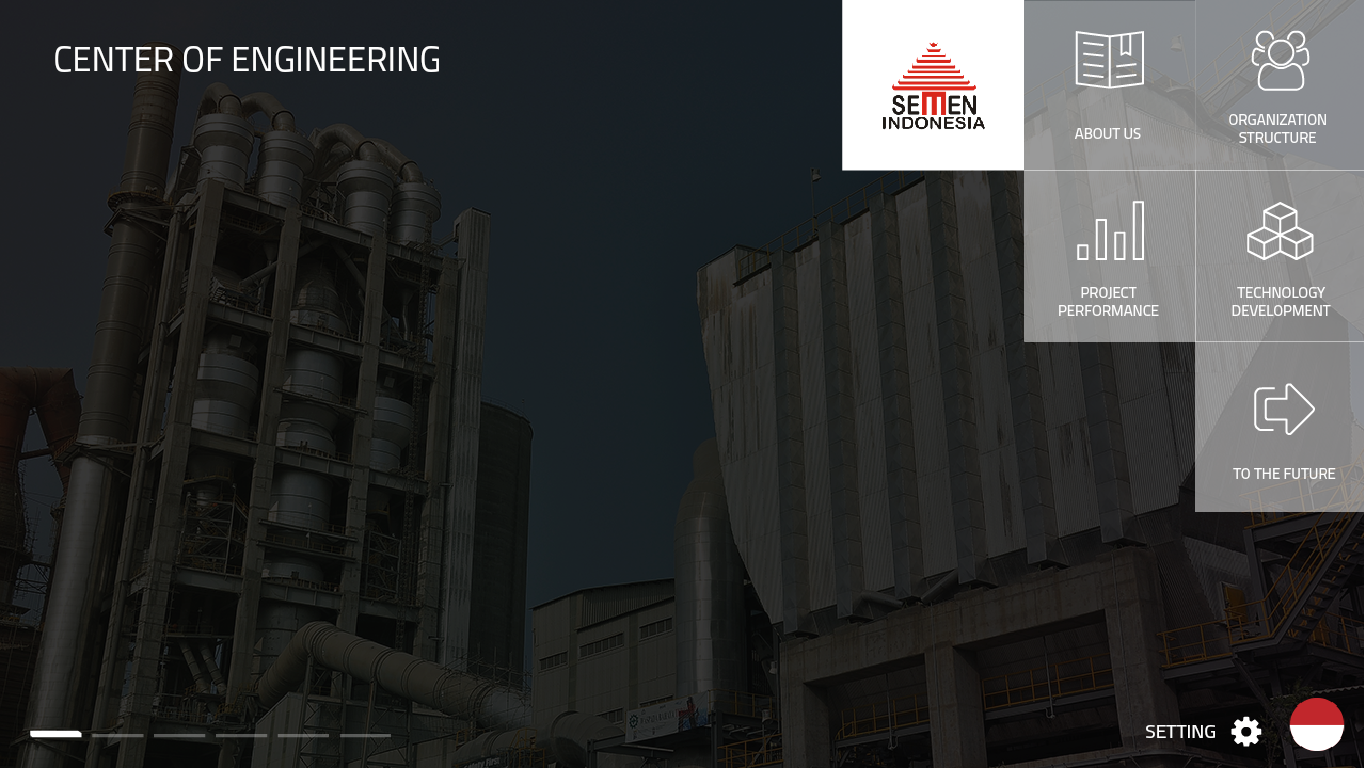 CENTER OF ENGINEERING
SEMEN
INDONESIA
ABOUT US
ORGANIZATION
STRUCTURE
PROJECT
PERFORMANCE
TECHNOLOGY
DEVELOPMENT
TO THE FUTURE
SETTING